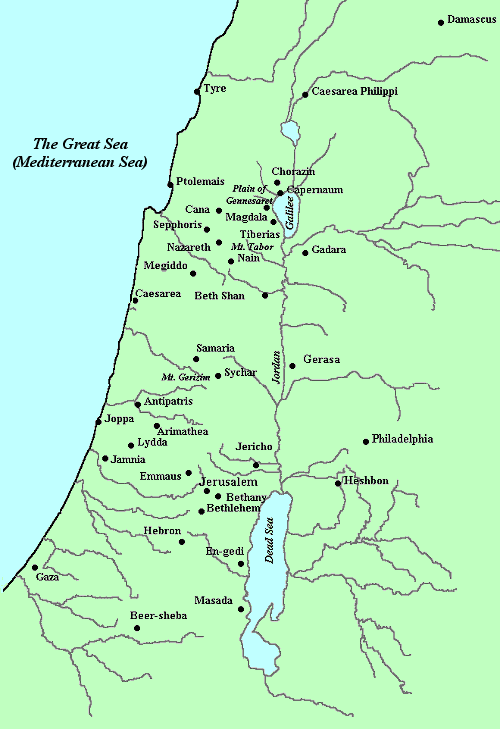 Damascus
Tyre
Caesarea Philippi
The Great Sea
(Mediterranean Sea)
Chorazin
Ptolemais
Plain of
Gennesaret
Capernaum
Cana
Magdala
Galilee
Sepphoris
Tiberias
Nazareth
Mt. Tabor
Gadara
Nain
Megiddo
Caesarea
Beth Shan
Samaria
Jordan
Gerasa
Mt. Gerizim
Sychar
Antipatris
Joppa
Arimathea
Lydda
Philadelphia
Jericho
Jamnia
Emmaus
Jerusalem
Heshbon
Bethany
Bethlehem
Hebron
Dead Sea
En-gedi
Gaza
Masada
Beer-sheba